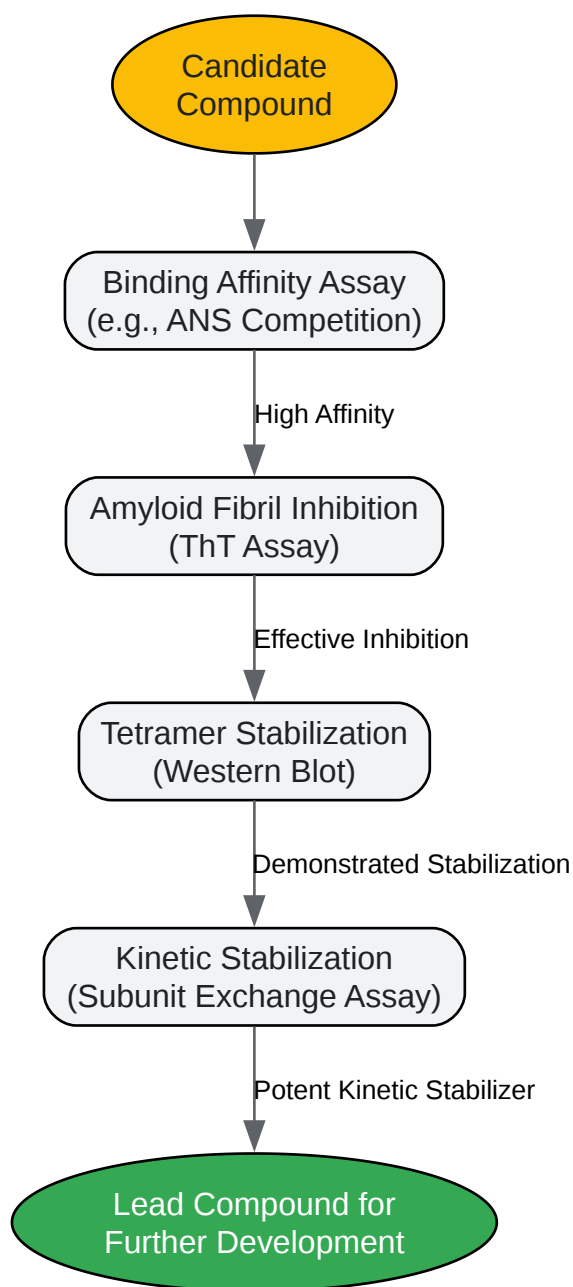 Candidate
Compound
Binding Affinity Assay
(e.g., ANS Competition)
High Affinity
Amyloid Fibril Inhibition
(ThT Assay)
Effective Inhibition
Tetramer Stabilization
(Western Blot)
Demonstrated Stabilization
Kinetic Stabilization
(Subunit Exchange Assay)
Potent Kinetic Stabilizer
Lead Compound for
Further Development